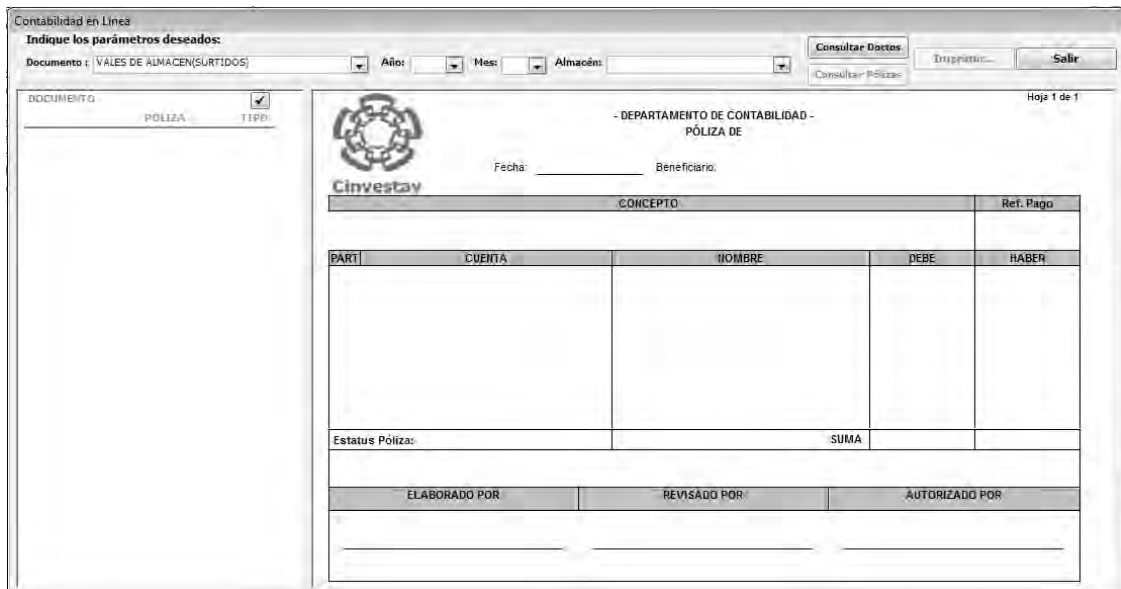 Contabilidad en Linea
Indique los parámetros deseados:
Documento : VALES DE ALMACEN(SURTIDOS) Año: Mes: Almacén:
Consultar Doctos
Consultar Pólizas
Imprimir...
Salir
DOCUMENTO
POLIZA TIPO
Hoja 1 de 1
- DEPARTAMENTO DE CONTABILIDAD -
PÓLIZA DE
Fecha: Beneficiario:
Cinvestav
CONCEPTO Ref. Pago
PART CUENTA NOMBRE DEBE HABER
Estatus Póliza: SUMA
ELABORADO POR REVISADO POR AUTORIZADO POR